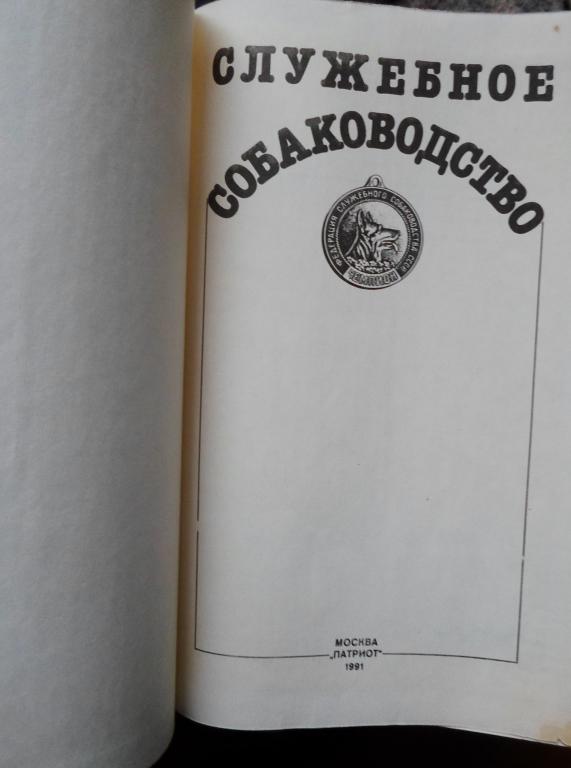 СЛУЖЕБНОЕ
СОБАКОВОДСТВО
ФЕДЕРАЦИЯ СЛУЖЕБНОГО СОБАКОВОДСТВА СССР
ЧЕМПИОН
МОСКВА
„ПАТРИОТ"
1991